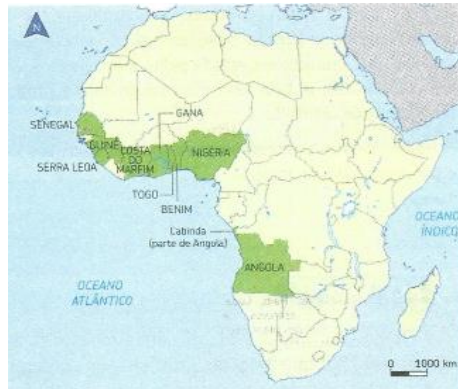 N
SENEGAL
GUINÉ
SERRA LEOA
COSTA
DO
MARFIM
GANA
NIGÉRIA
TOGO
BENIM
Cabinda
(parte de Angola)
ANGOLA
OCEANO
ATLÂNTICO
OCEANO
ÍNDICO
0 1000 km